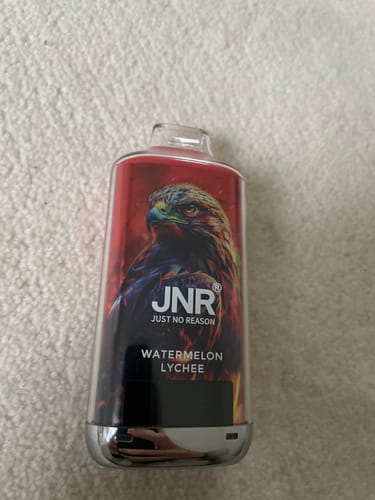 JNR®
JUST NO REASON
WATERMELON
LYCHEE